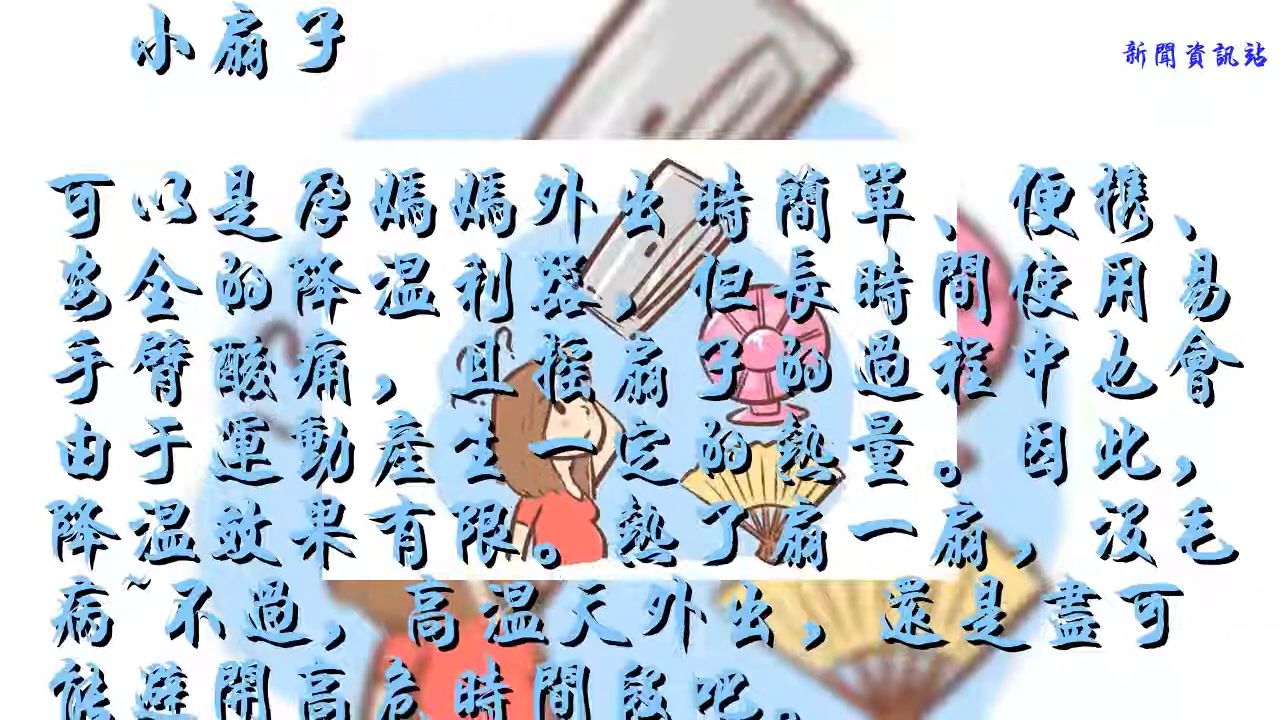 小扇子
新聞資訊站
可以是孕媽媽外出時簡單、便携、
安全的降温利器，但長時間使用易
手臂酸痛，且摇扇子的過程中也會
由于運動産生一定的熱量。因此，
降温效果有限。熱了扇一扇，没毛
病~不過，高温天外出，還是盡可
能避開高危時間段吧。